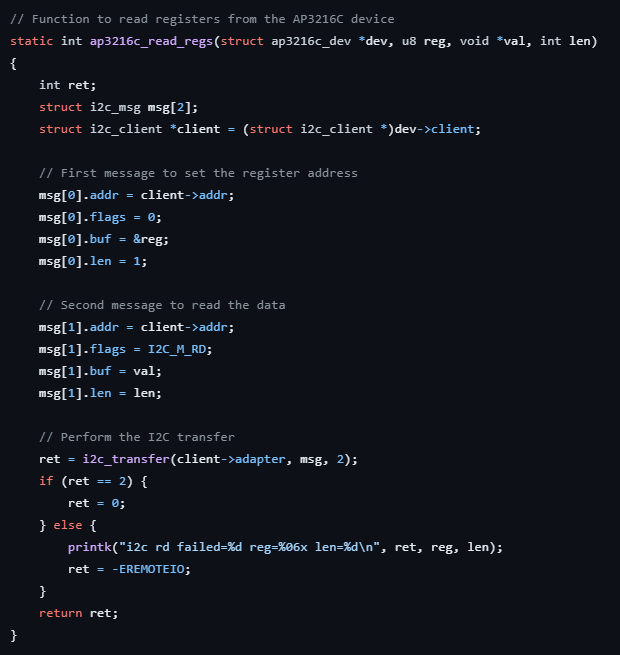 // Function to read registers from the AP3216C device
static int ap3216c_read_regs(struct ap3216c_dev *dev, u8 reg, void *val, int len)
{
    int ret;
    struct i2c_msg msg[2];
    struct i2c_client *client = (struct i2c_client *)dev->client;

    // First message to set the register address
    msg[0].addr = client->addr;
    msg[0].flags = 0;
    msg[0].buf = &reg;
    msg[0].len = 1;

    // Second message to read the data
    msg[1].addr = client->addr;
    msg[1].flags = I2C_M_RD;
    msg[1].buf = val;
    msg[1].len = len;

    // Perform the I2C transfer
    ret = i2c_transfer(client->adapter, msg, 2);
    if (ret == 2) {
        ret = 0;
    } else {
        printk("i2c rd failed=%d reg=%06x len=%d\n", ret, reg, len);
        ret = -EREMOTEIO;
    }
    return ret;
}